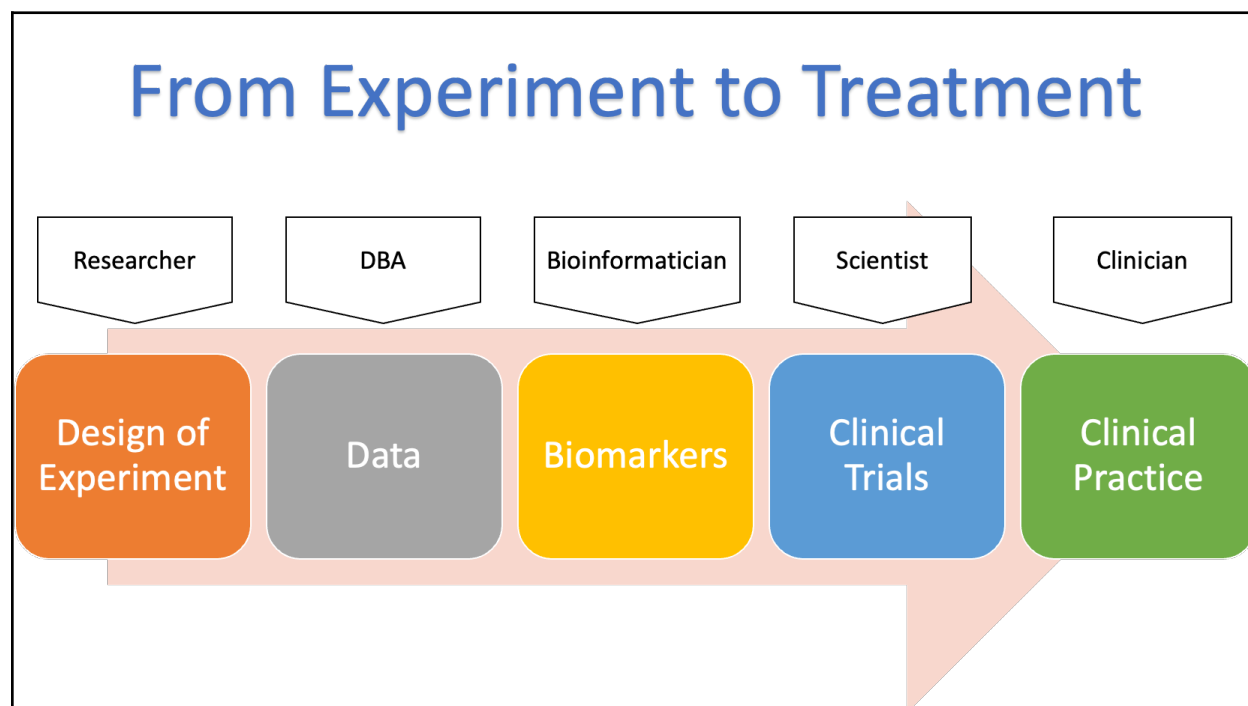 From Experiment to Treatment
Researcher
DBA
Bioinformatician
Scientist
Clinician
Design of
Experiment
Data
Biomarkers
Clinical
Trials
Clinical
Practice